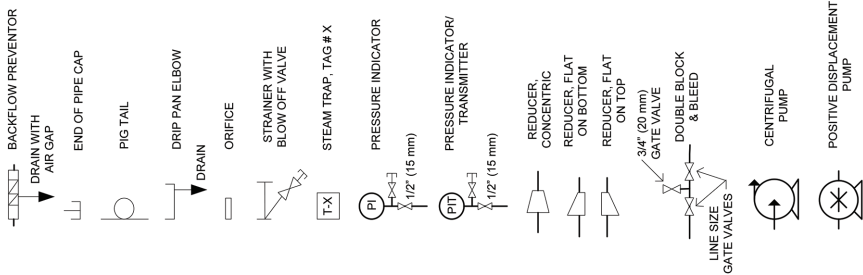 BACKFLOW PREVENTOR
DRAIN WITH
AIR GAP
END OF PIPE CAP
PIG TAIL
DRIP PAN ELBOW
DRAIN
ORIFICE
STRAINER WITH
BLOW OFF VALVE
T-X
STEAM TRAP, TAG # X
PI
PRESSURE INDICATOR
1/2" (15 mm)
PIT
PRESSURE INDICATOR/
TRANSMITTER
1/2" (15 mm)
REDUCER,
CONCENTRIC
REDUCER, FLAT
ON BOTTOM
REDUCER, FLAT
ON TOP
3/4" (20 mm)
GATE VALVE
DOUBLE BLOCK
& BLEED
LINE SIZE
GATE VALVES
CENTRIFUGAL
PUMP
POSITIVE DISPLACEMENT
PUMP